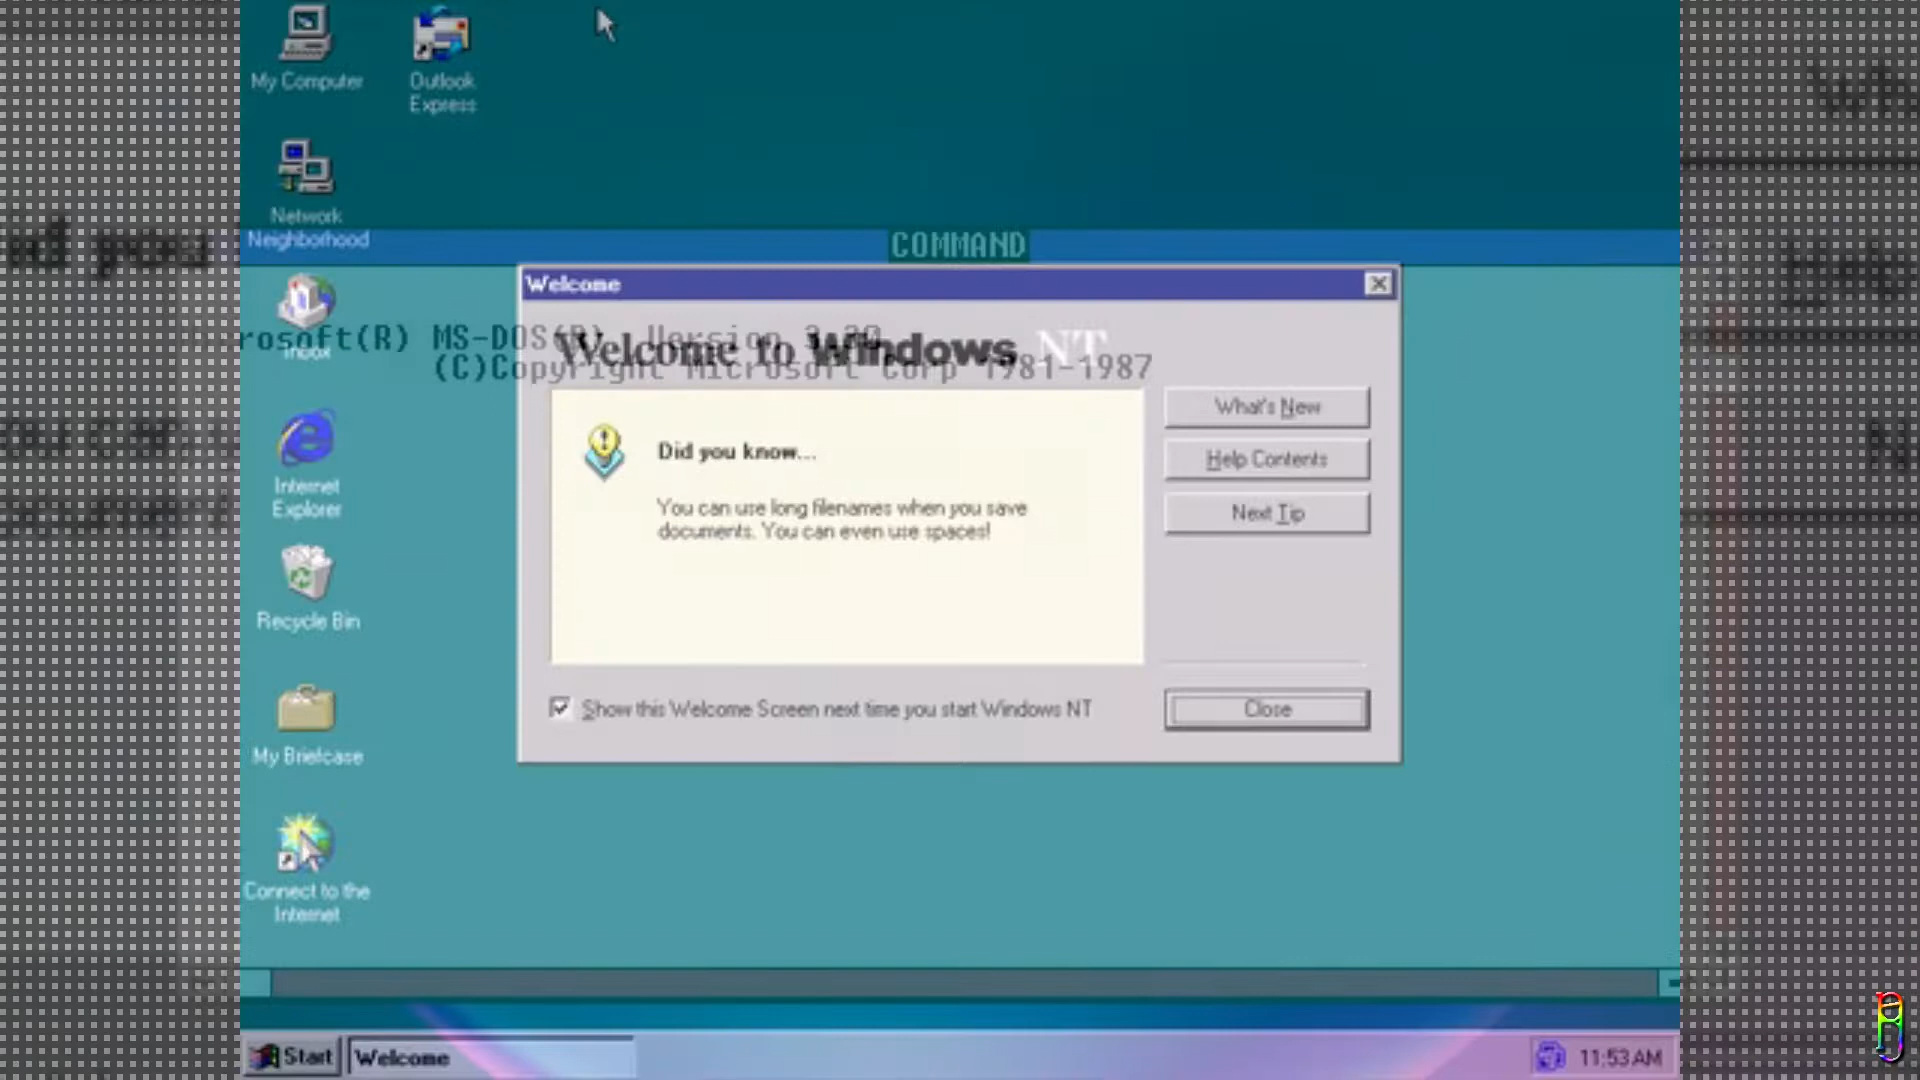 My Computer
Outlook
Express
Network
Neighborhood
COMMAND
Welcome
rosoft(R) MS-DOS(R) Version 3.30
(C)Copyright Microsoft Corp 1981-1987
Welcome to Windows NT
Inbox
What's New
Did you know...
Help Contents
You can use long filenames when you save
documents. You can even use spaces!
Next Tip
Internet
Explorer
Recycle Bin
Show this Welcome Screen next time you start Windows NT
Close
My Briefcase
Connect to the
Internet
Start
Welcome
11:53 AM